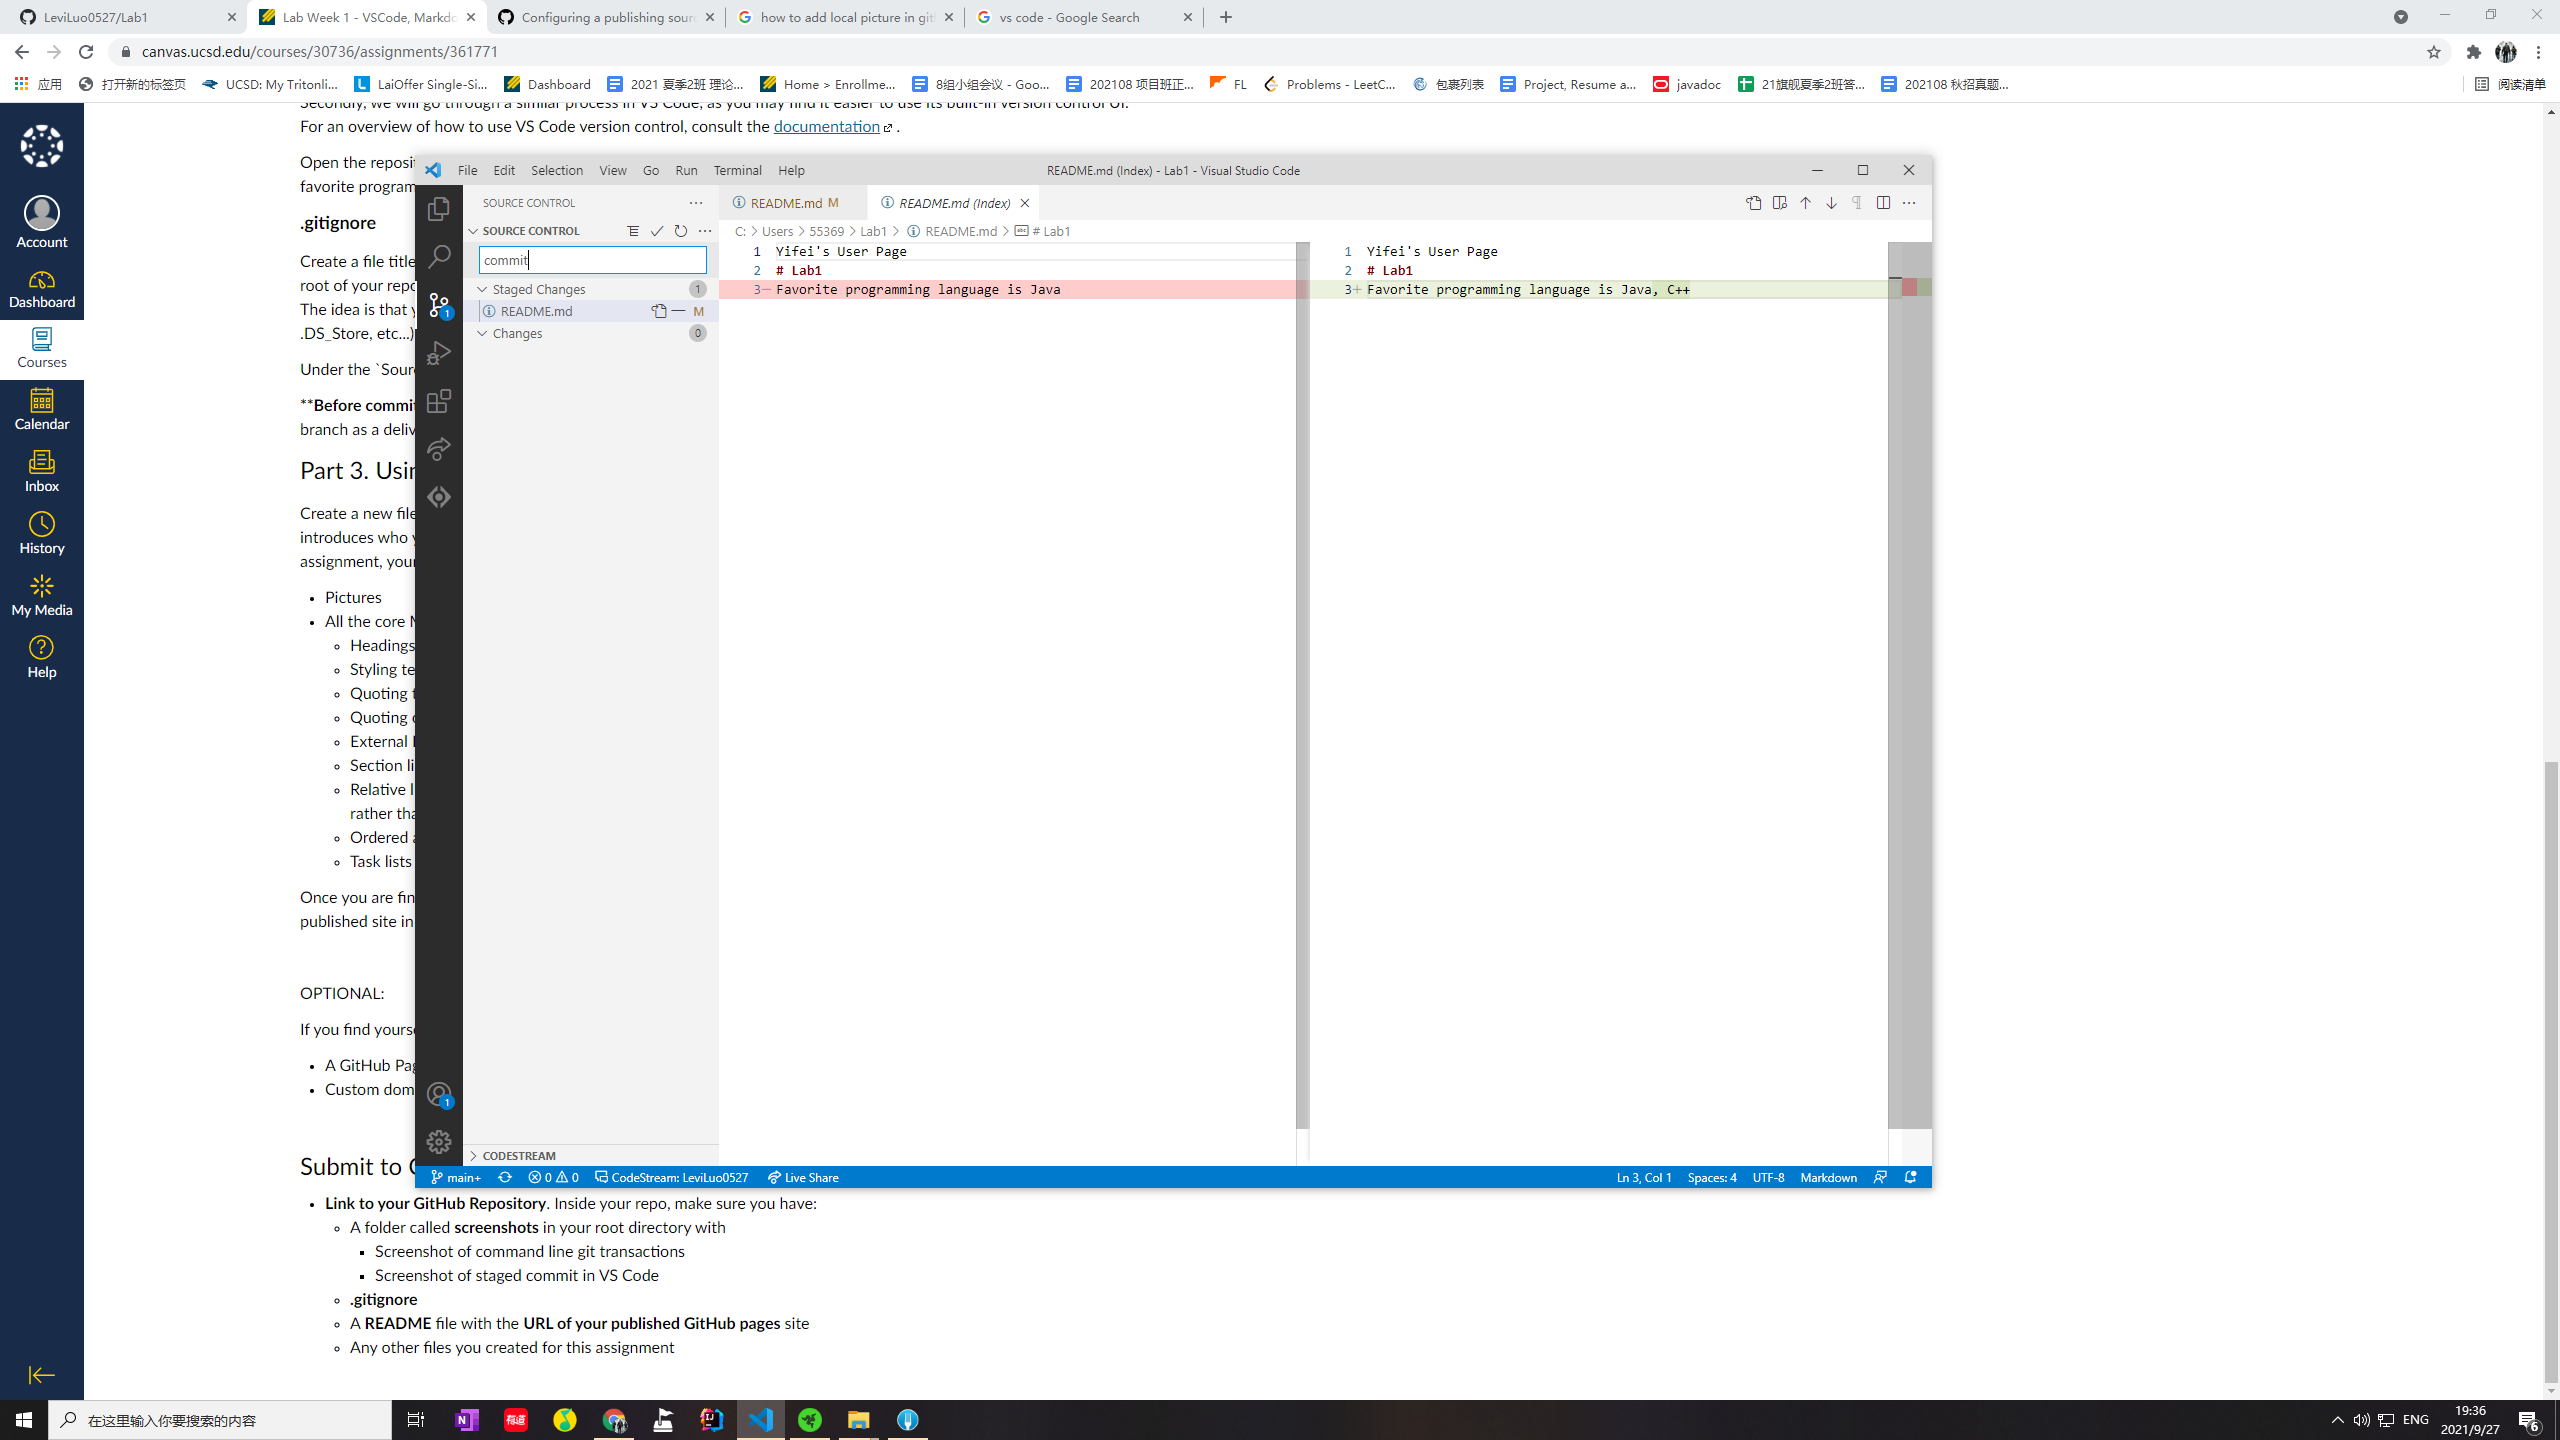 LeviLuo0527/Lab1
Lab Week 1 - VSCode, Markdo
Configuring a publishing sour
how to add local picture in gitl
vs code - Google Search
canvas.ucsd.edu/courses/30736/assignments/361771
应用
打开新的标签页
UCSD: My Tritonli...
LaiOffer Single-Si...
Dashboard
2021 夏季2班 理论...
Home > Enrollme...
8组小组会议 - Goo...
202108 项目班正...
FL
Problems - LeetC...
包裹列表
Project, Resume a...
javadoc
21旗舰夏季2班答...
202108 秋招真题...
阅读清单
Secondly, we will go through a similar process in VS Code, as you may find it easier to use its built-in version control UI.
For an overview of how to use VS Code version control, consult the documentation .
Open the reposit
favorite program
.gitignore
Create a file title
root of your repo
The idea is that y
.DS_Store, etc...)
Under the `Sour
**Before commit
branch as a deliv
Part 3. Usin
Create a new file
introduces who y
assignment, your
Pictures
All the core M
Headings
Styling te
Quoting t
Quoting c
External l
Section li
Relative l
rather tha
Ordered a
Task lists
Once you are fin
published site in
OPTIONAL:
If you find yourse
A GitHub Pag
Custom dom
Submit to C
Link to your GitHub Repository. Inside your repo, make sure you have:
A folder called screenshots in your root directory with
Screenshot of command line git transactions
Screenshot of staged commit in VS Code
.gitignore
A README file with the URL of your published GitHub pages site
Any other files you created for this assignment
Account
Dashboard
Courses
Calendar
Inbox
History
My Media
Help
File Edit Selection View Go Run Terminal Help
README.md (Index) - Lab1 - Visual Studio Code
SOURCE CONTROL
SOURCE CONTROL
commit
Staged Changes 1
README.md M
Changes 0
1
1
CODESTREAM
README.md M
README.md (Index)
C: > Users > 55369 > Lab1 > README.md > # Lab1
1 Yifei's User Page
2 # Lab1
3— Favorite programming language is Java
1 Yifei's User Page
2 # Lab1
3+ Favorite programming language is Java, C++
main+
0 0
CodeStream: LeviLuo0527
Live Share
Ln 3, Col 1
Spaces: 4
UTF-8
Markdown
在这里输入你要搜索的内容
N
有道
IJ
ENG
19:36
2021/9/27
6